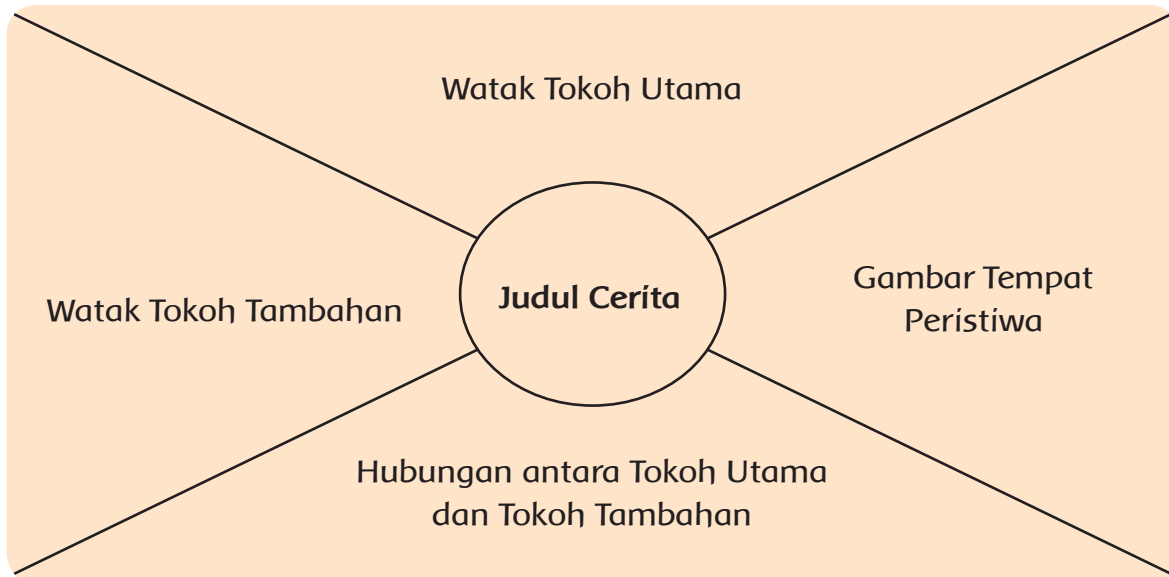 Watak Tokoh Utama
Watak Tokoh Tambahan
Judul Cerita
Gambar Tempat
Peristiwa
Hubungan antara Tokoh Utama
dan Tokoh Tambahan